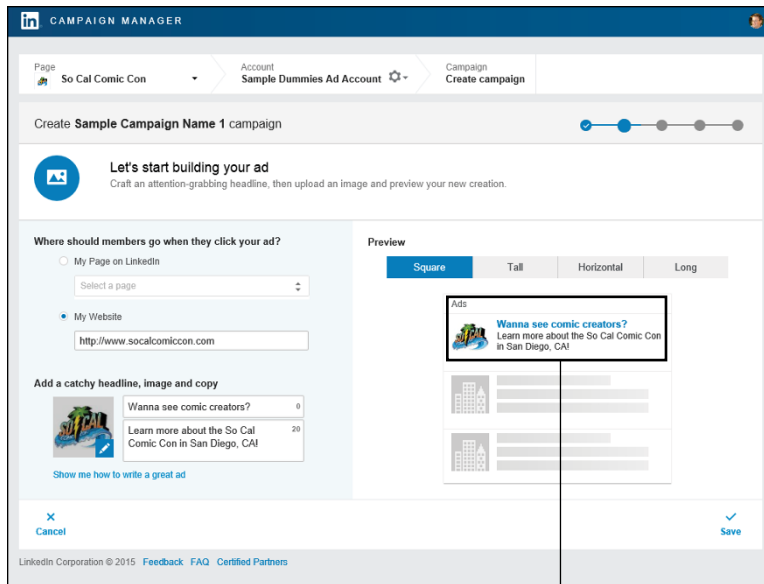 in CAMPAIGN MANAGER
Page
So Cal Comic Con
Account
Sample Dummies Ad Account
Campaign
Create campaign
Create Sample Campaign Name 1 campaign
Let's start building your ad
Craft an attention-grabbing headline, then upload an image and preview your new creation.
Where should members go when they click your ad?
My Page on LinkedIn
Select a page
My Website
http://www.socalcomiccon.com
Add a catchy headline, image and copy
SO CAL
Wanna see comic creators? 0
Learn more about the So Cal 20
Comic Con in San Diego, CA!
Show me how to write a great ad
Preview
Square Tall Horizontal Long
Ads
SO CAL
Wanna see comic creators?
Learn more about the So Cal Comic Con
in San Diego, CA!
Cancel
Save
LinkedIn Corporation © 2015 Feedback FAQ Certified Partners